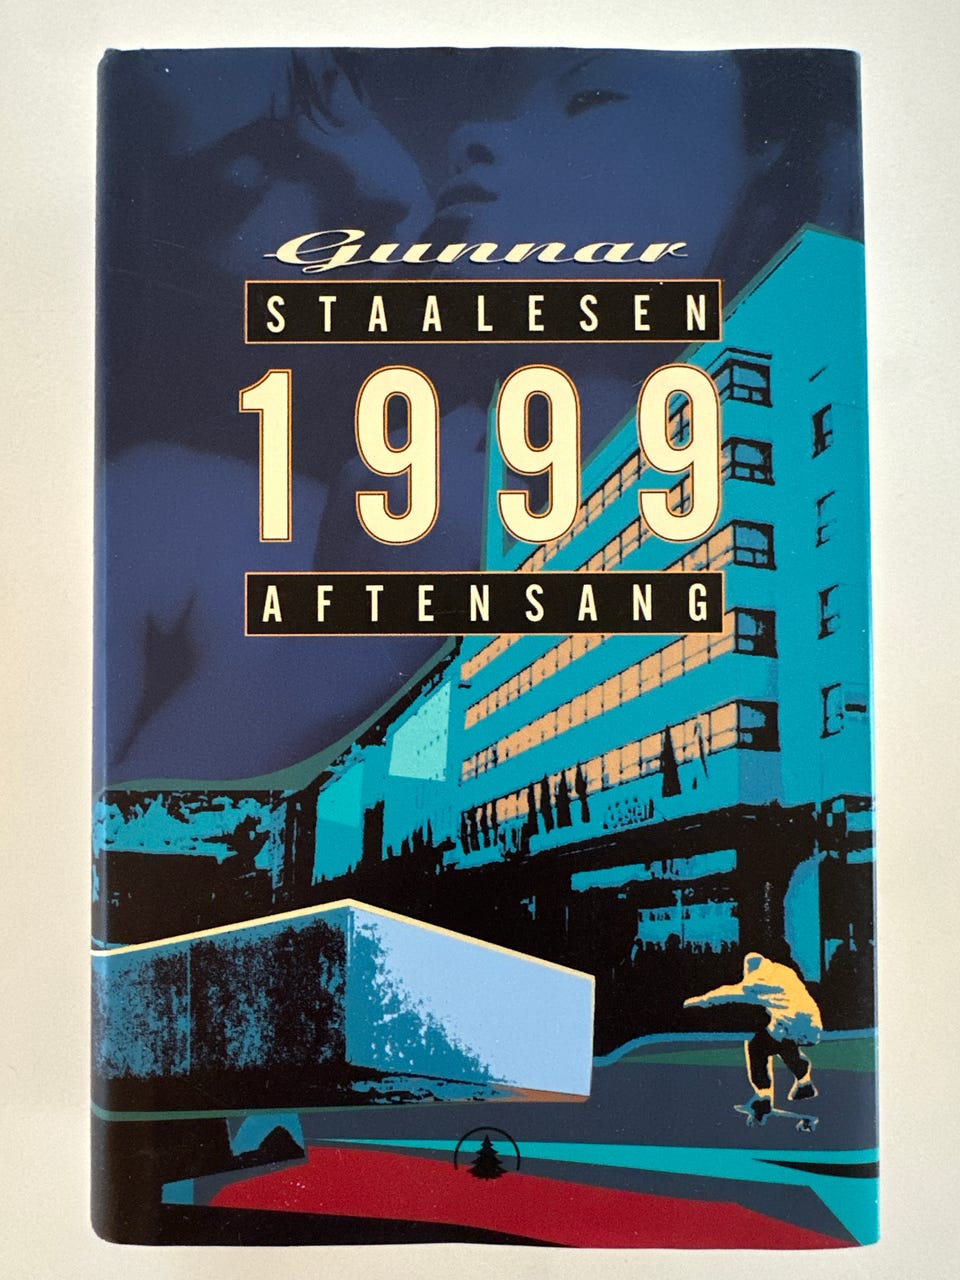 Gunnar
STAALESEN
1999
AFTENSANG